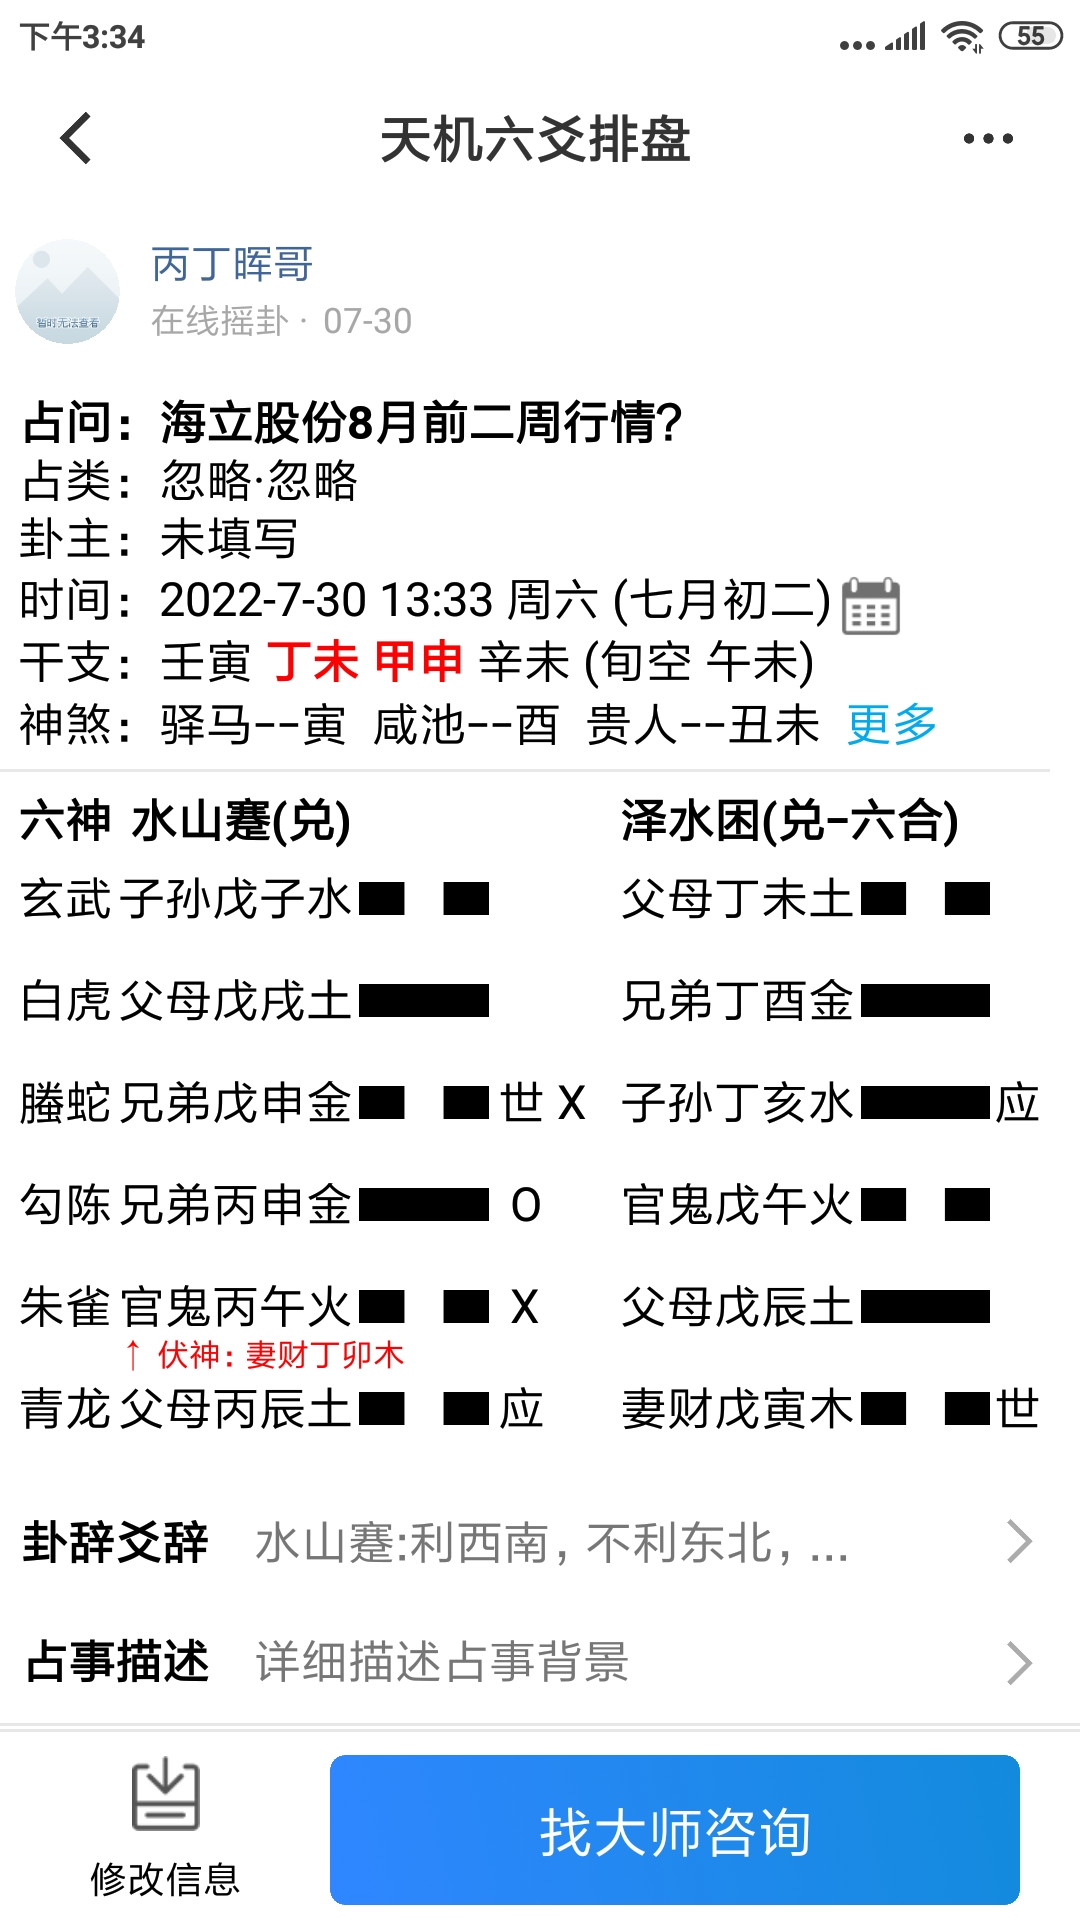 下午3:34
55
天机六爻排盘
丙丁晖哥
在线摇卦 · 07-30
暂时无法查看
占问：海立股份8月前二周行情?
占类：忽略·忽略
卦主：未填写
时间：2022-7-30 13:33 周六 (七月初二)
干支：壬寅 丁未 甲申 辛未 (旬空 午未)
神煞：驿马--寅 咸池--酉 贵人--丑未 更多
六神 水山蹇(兑) 泽水困(兑-六合)
玄武 子孙戊子水 父母丁未土
白虎 父母戊戌土 兄弟丁酉金
螣蛇 兄弟戊申金 世 X 子孙丁亥水 应
勾陈 兄弟丙申金 O 官鬼戊午火
朱雀 官鬼丙午火 X 父母戊辰土
↑ 伏神：妻财丁卯木
青龙 父母丙辰土 应 妻财戊寅木 世
卦辞爻辞 水山蹇:利西南，不利东北，...
占事描述 详细描述占事背景
修改信息
找大师咨询